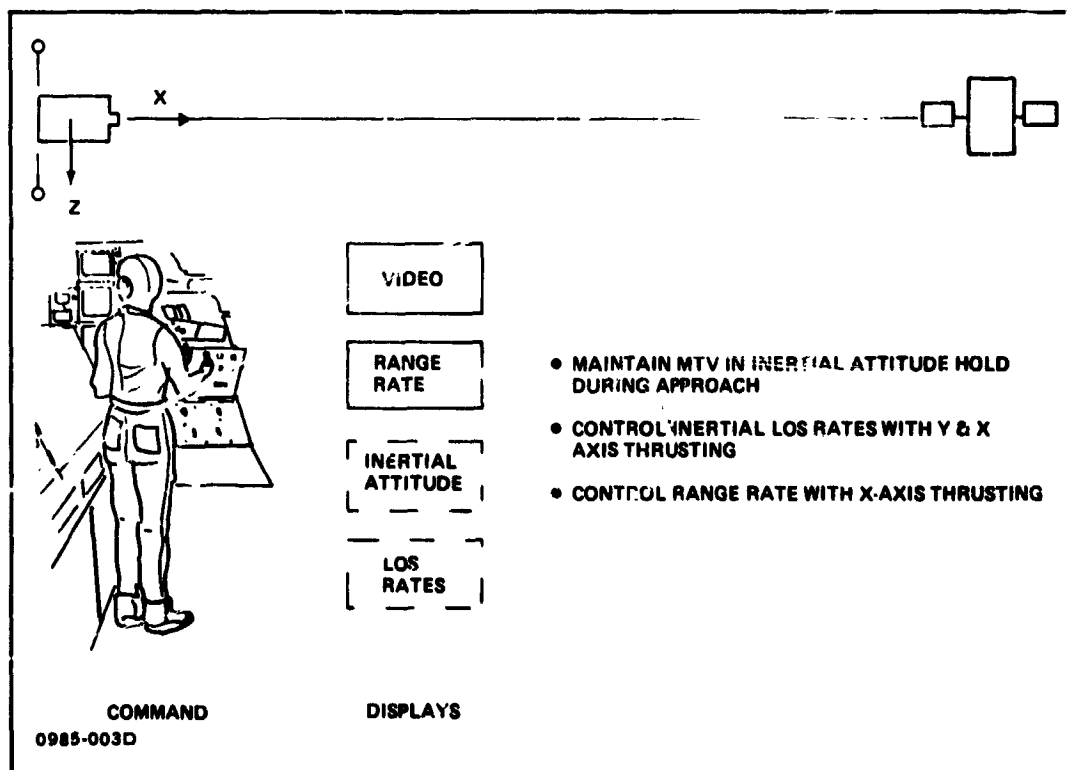 X
Z
VIDEO
RANGE
RATE
INERTIAL
ATTITUDE
LOS
RATES
• MAINTAIN MTV IN INERTIAL ATTITUDE HOLD
DURING APPROACH
• CONTROL INERTIAL LOS RATES WITH Y & X
AXIS THRUSTING
• CONTROL RANGE RATE WITH X-AXIS THRUSTING
COMMAND
DISPLAYS
0985-003D